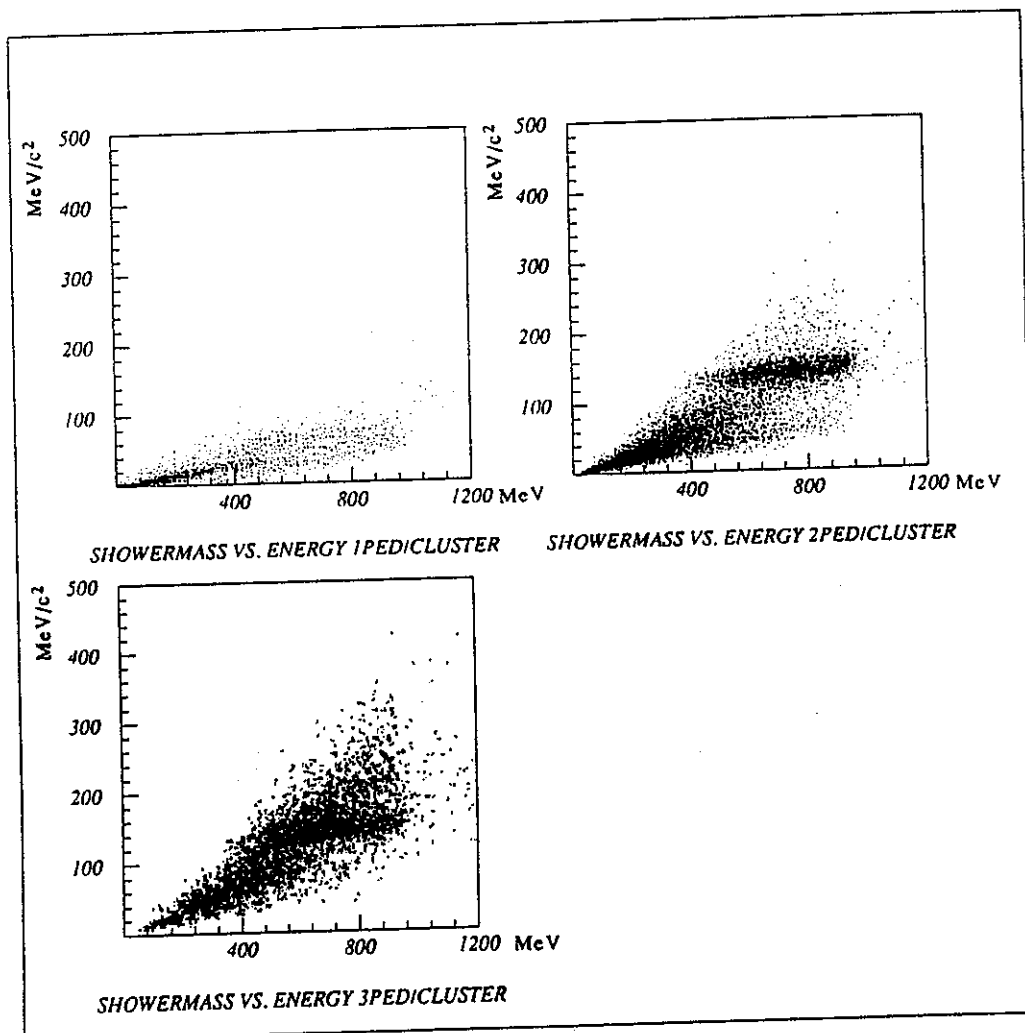 MeV/c²
500
400
300
200
100
400
800
1200 MeV
SHOWERMASS VS. ENERGY 1PED/CLUSTER
MeV/c²
500
400
300
200
100
400
800
1200 MeV
SHOWERMASS VS. ENERGY 2PED/CLUSTER
MeV/c²
500
400
300
200
100
400
800
1200 MeV
SHOWERMASS VS. ENERGY 3PED/CLUSTER